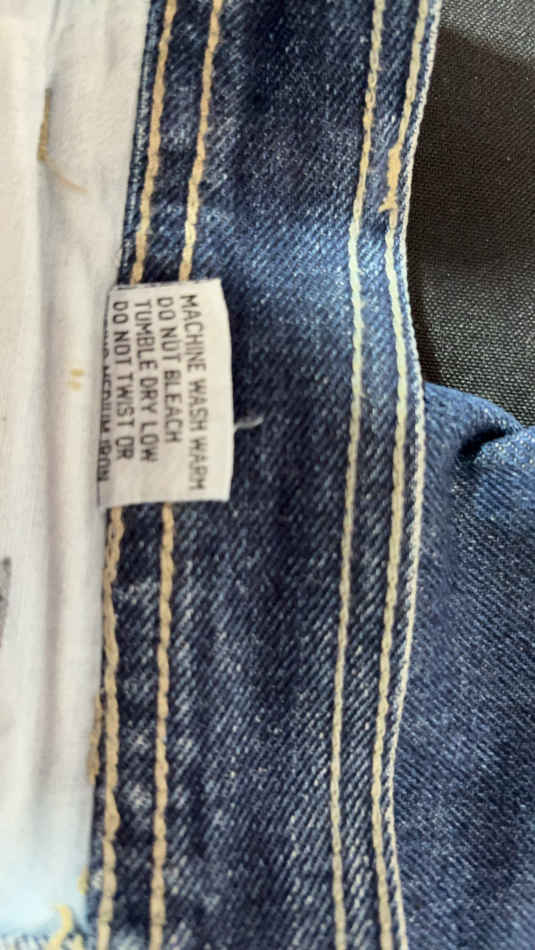 MACHINE WASH WARM
DO NOT BLEACH
TUMBLE DRY LOW
DO NOT TWIST OR
MEDIUM IRON